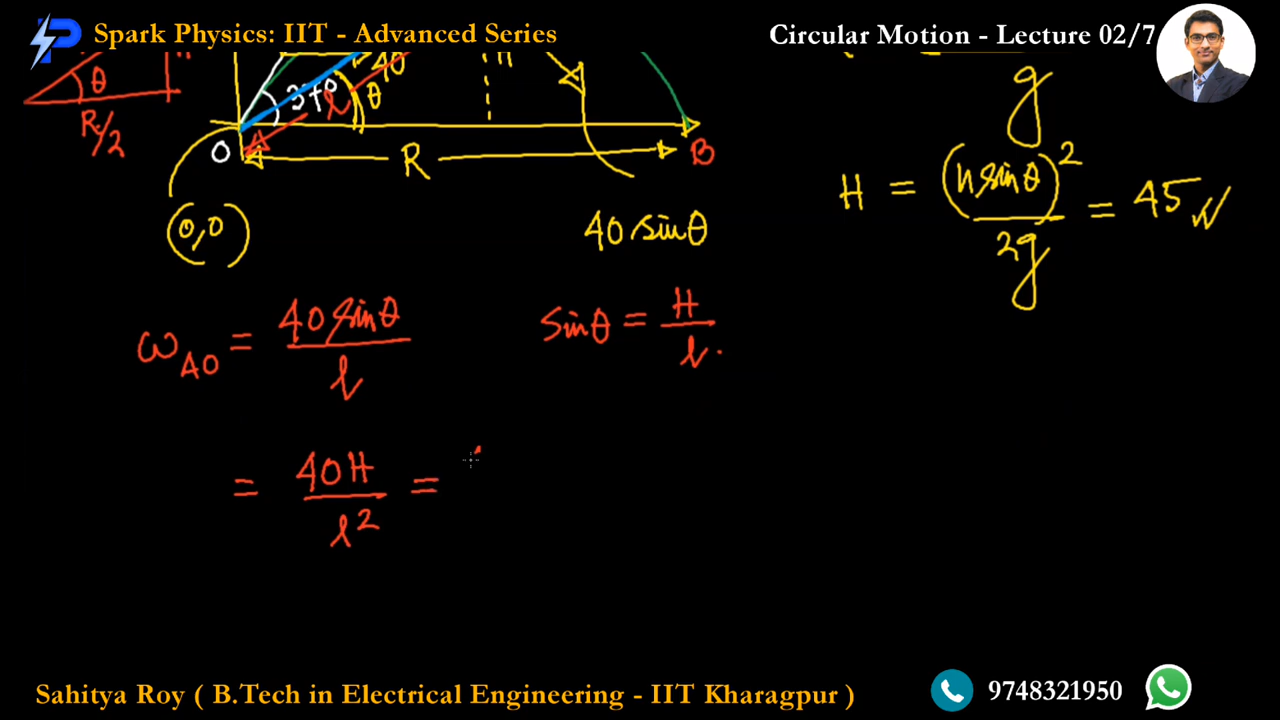 Spark Physics: IIT - Advanced Series
Circular Motion - Lecture 02/7
θ
R/2
37°
l
40
θ
H
g
O
R
B
(0,0)
40 sinθ
H = (u sinθ)² / 2g = 45
ω_AO = 40 sinθ / l
sinθ = H / l.
= 40H / l² =
Sahitya Roy ( B.Tech in Electrical Engineering - IIT Kharagpur )
9748321950